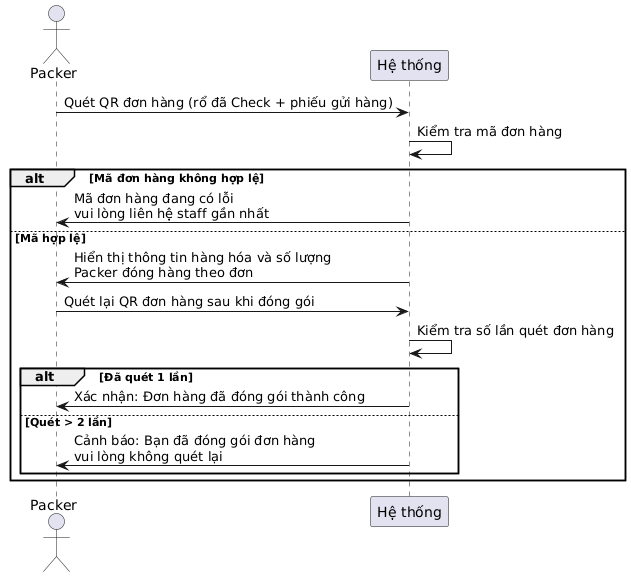 Packer
Hệ thống
Quét QR đơn hàng (rổ đã Check + phiếu gửi hàng)
Kiểm tra mã đơn hàng
alt
[Mã đơn hàng không hợp lệ]
Mã đơn hàng đang có lỗi
vui lòng liên hệ staff gần nhất
[Mã hợp lệ]
Hiển thị thông tin hàng hóa và số lượng
Packer đóng hàng theo đơn
Quét lại QR đơn hàng sau khi đóng gói
Kiểm tra số lần quét đơn hàng
alt
[Đã quét 1 lần]
Xác nhận: Đơn hàng đã đóng gói thành công
[Quét > 2 lần]
Cảnh báo: Bạn đã đóng gói đơn hàng
vui lòng không quét lại
Packer
Hệ thống